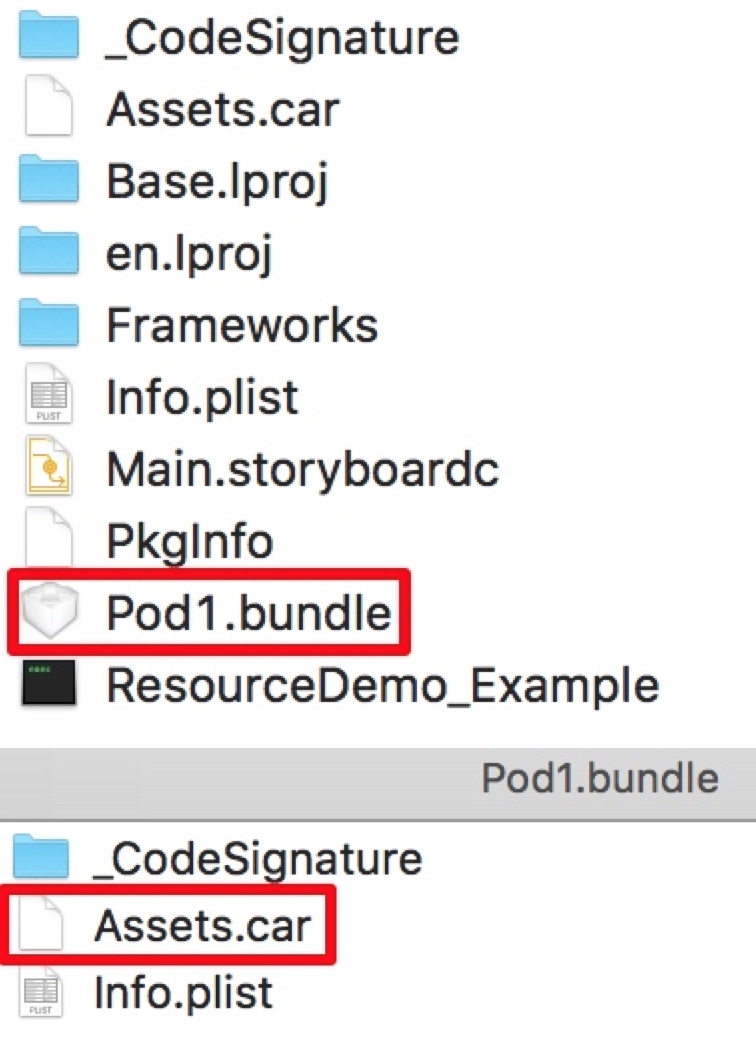 _CodeSignature
Assets.car
Base.lproj
en.lproj
Frameworks
PLIST
Info.plist
Main.storyboardc
PkgInfo
Pod1.bundle
exec
ResourceDemo_Example
Pod1.bundle
_CodeSignature
Assets.car
PLIST
Info.plist